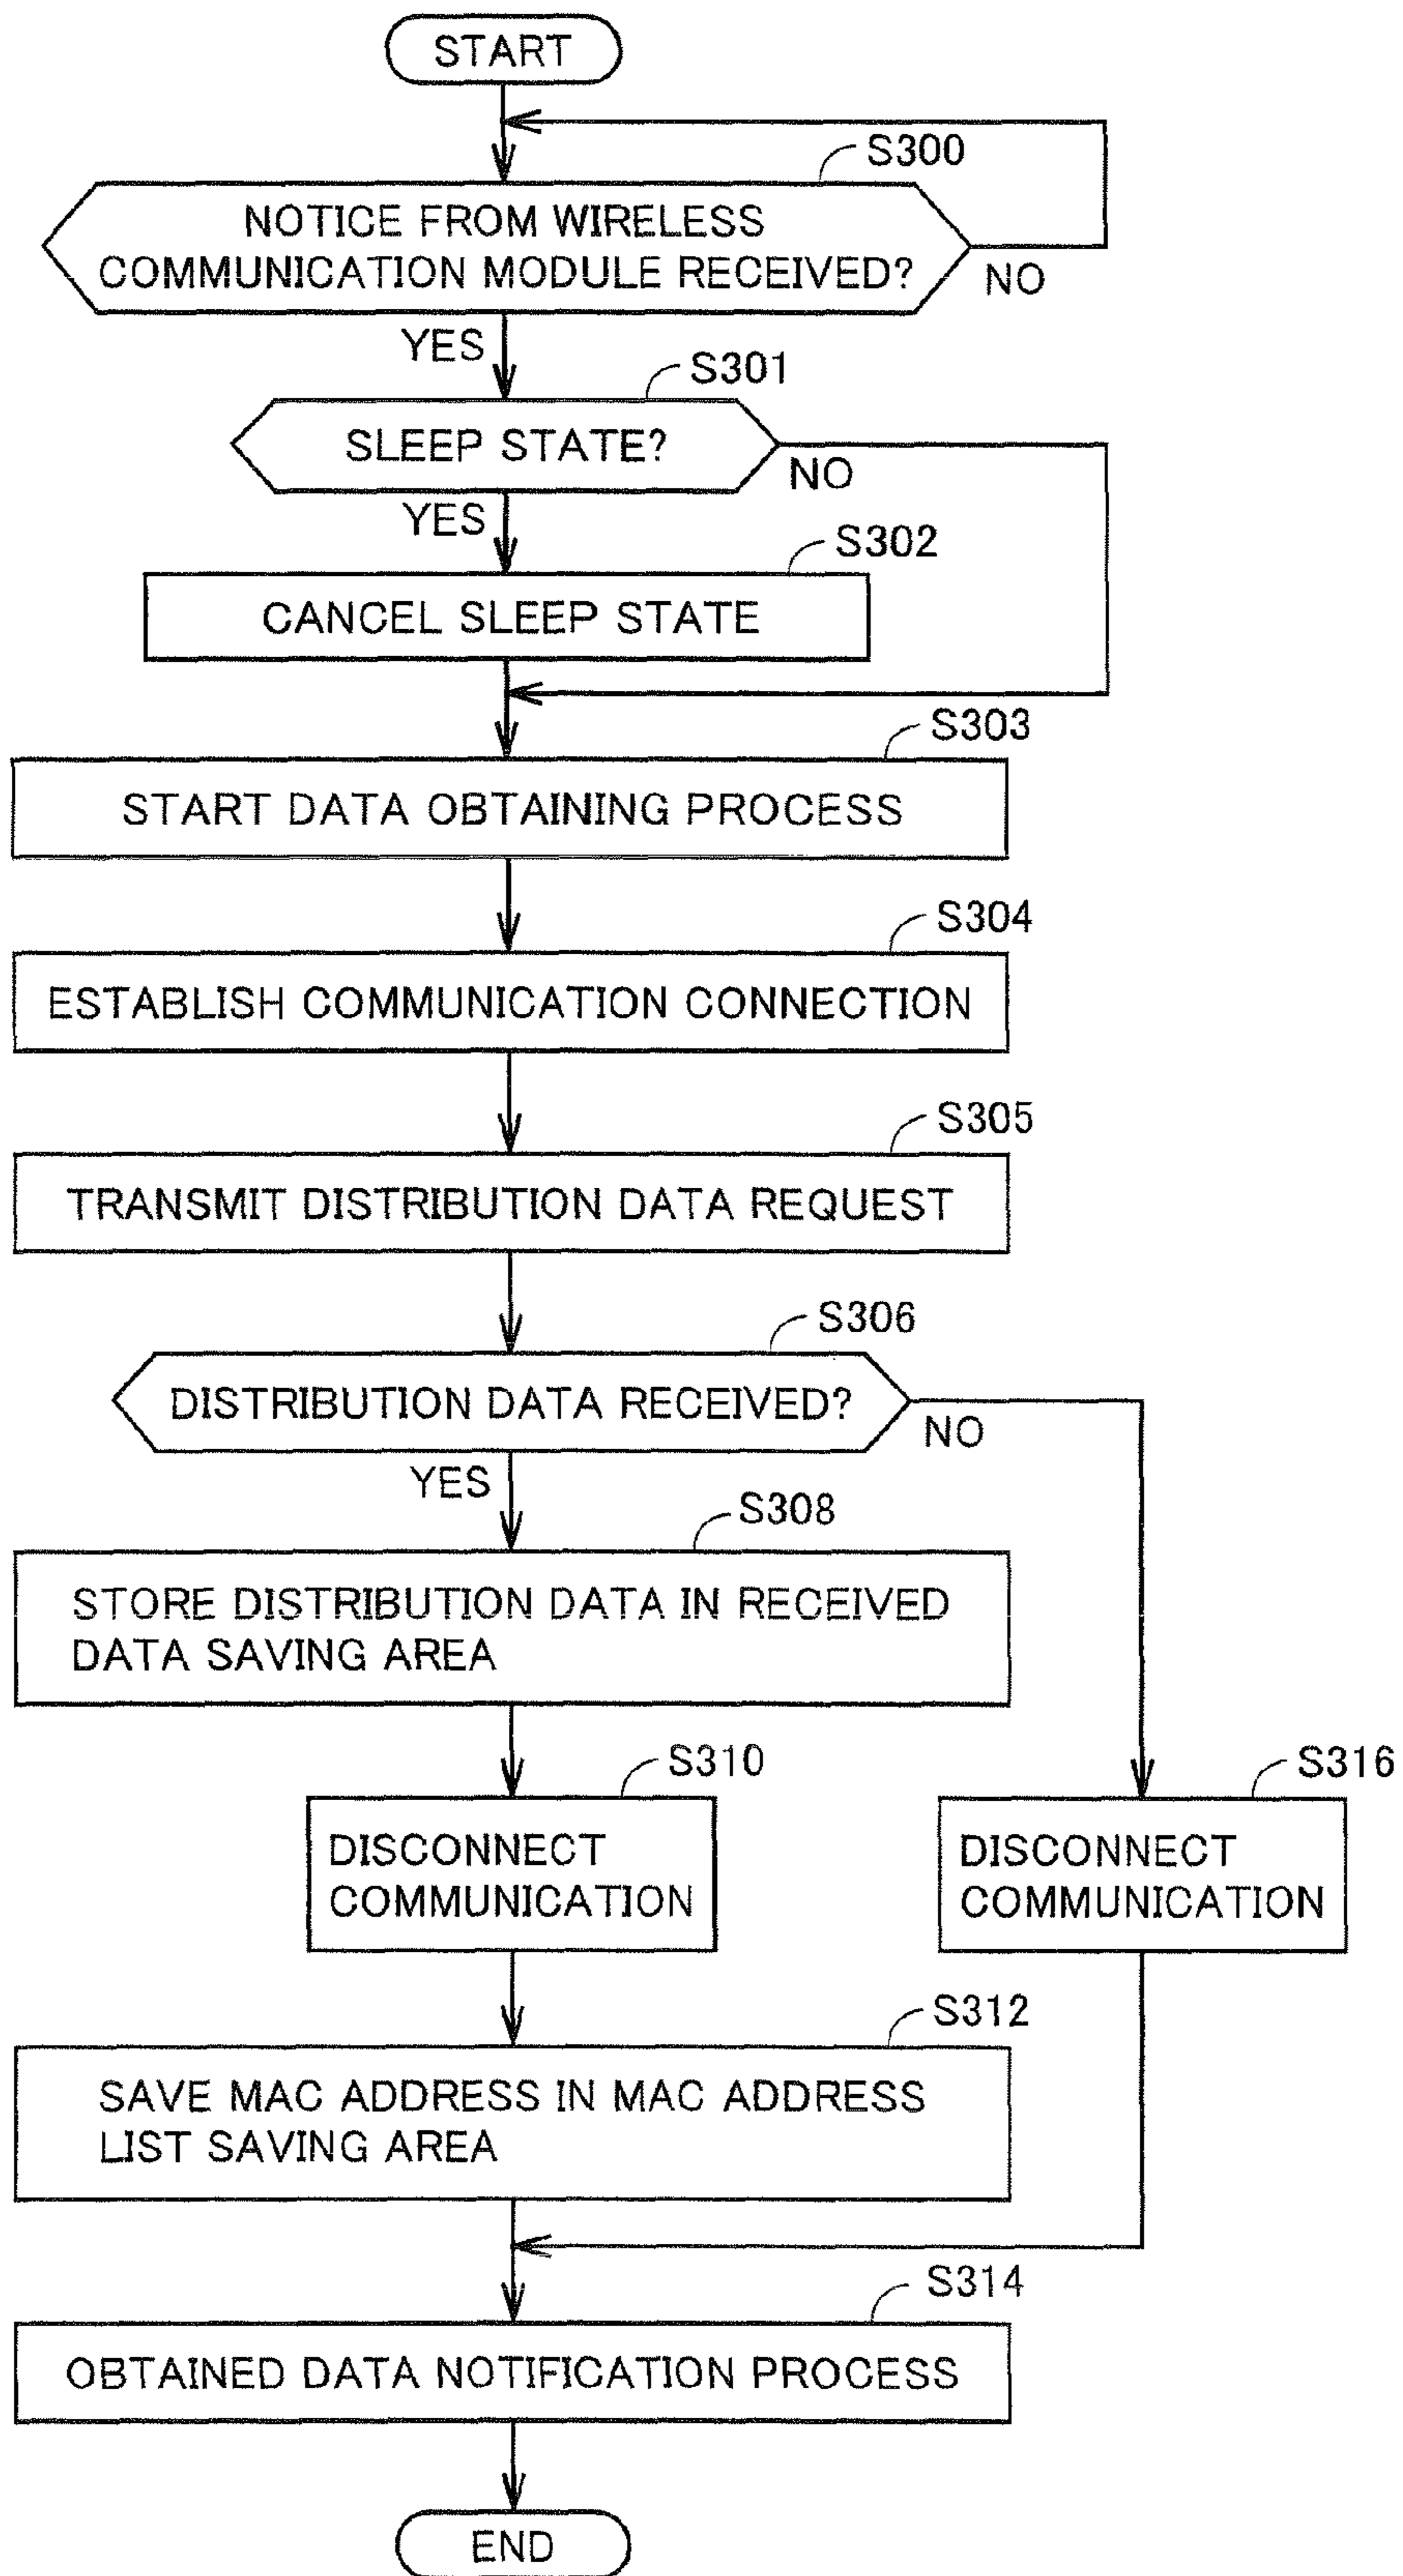 START
S300
NOTICE FROM WIRELESS
COMMUNICATION MODULE RECEIVED?
NO
YES
S301
SLEEP STATE?
NO
YES
S302
CANCEL SLEEP STATE
S303
START DATA OBTAINING PROCESS
S304
ESTABLISH COMMUNICATION CONNECTION
S305
TRANSMIT DISTRIBUTION DATA REQUEST
S306
DISTRIBUTION DATA RECEIVED?
NO
YES
S308
STORE DISTRIBUTION DATA IN RECEIVED
DATA SAVING AREA
S310
DISCONNECT
COMMUNICATION
S316
DISCONNECT
COMMUNICATION
S312
SAVE MAC ADDRESS IN MAC ADDRESS
LIST SAVING AREA
S314
OBTAINED DATA NOTIFICATION PROCESS
END